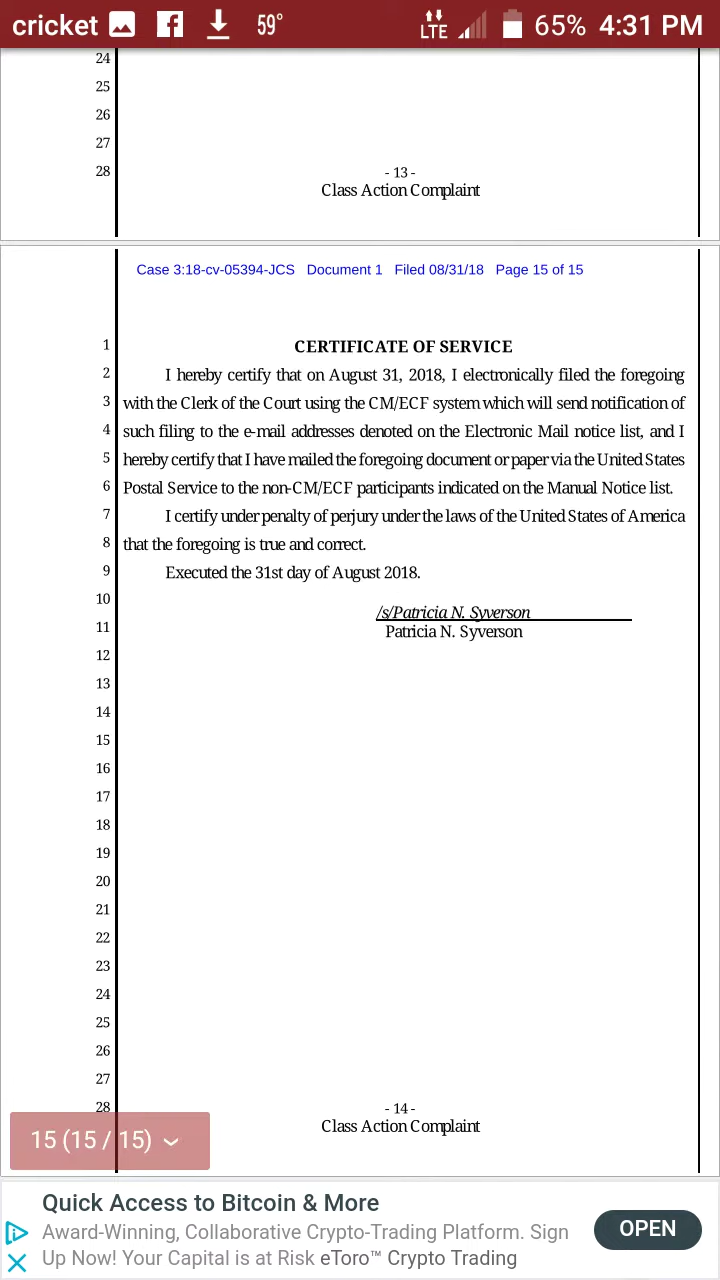 cricket 59° LTE 65% 4:31 PM
24
25
26
27
28
- 13 -
Class Action Complaint
Case 3:18-cv-05394-JCS Document 1 Filed 08/31/18 Page 15 of 15
1 CERTIFICATE OF SERVICE
2 I hereby certify that on August 31, 2018, I electronically filed the foregoing
3 with the Clerk of the Court using the CM/ECF system which will send notification of
4 such filing to the e-mail addresses denoted on the Electronic Mail notice list, and I
5 hereby certify that I have mailed the foregoing document or paper via the United States
6 Postal Service to the non-CM/ECF participants indicated on the Manual Notice list.
7 I certify under penalty of perjury under the laws of the United States of America
8 that the foregoing is true and correct.
9 Executed the 31st day of August 2018.
10 /s/Patricia N. Syverson
11 Patricia N. Syverson
12
13
14
15
16
17
18
19
20
21
22
23
24
25
26
27
28
- 14 -
Class Action Complaint
15 (15 / 15)
Quick Access to Bitcoin & More
Award-Winning, Collaborative Crypto-Trading Platform. Sign
Up Now! Your Capital is at Risk eToro™ Crypto Trading
OPEN